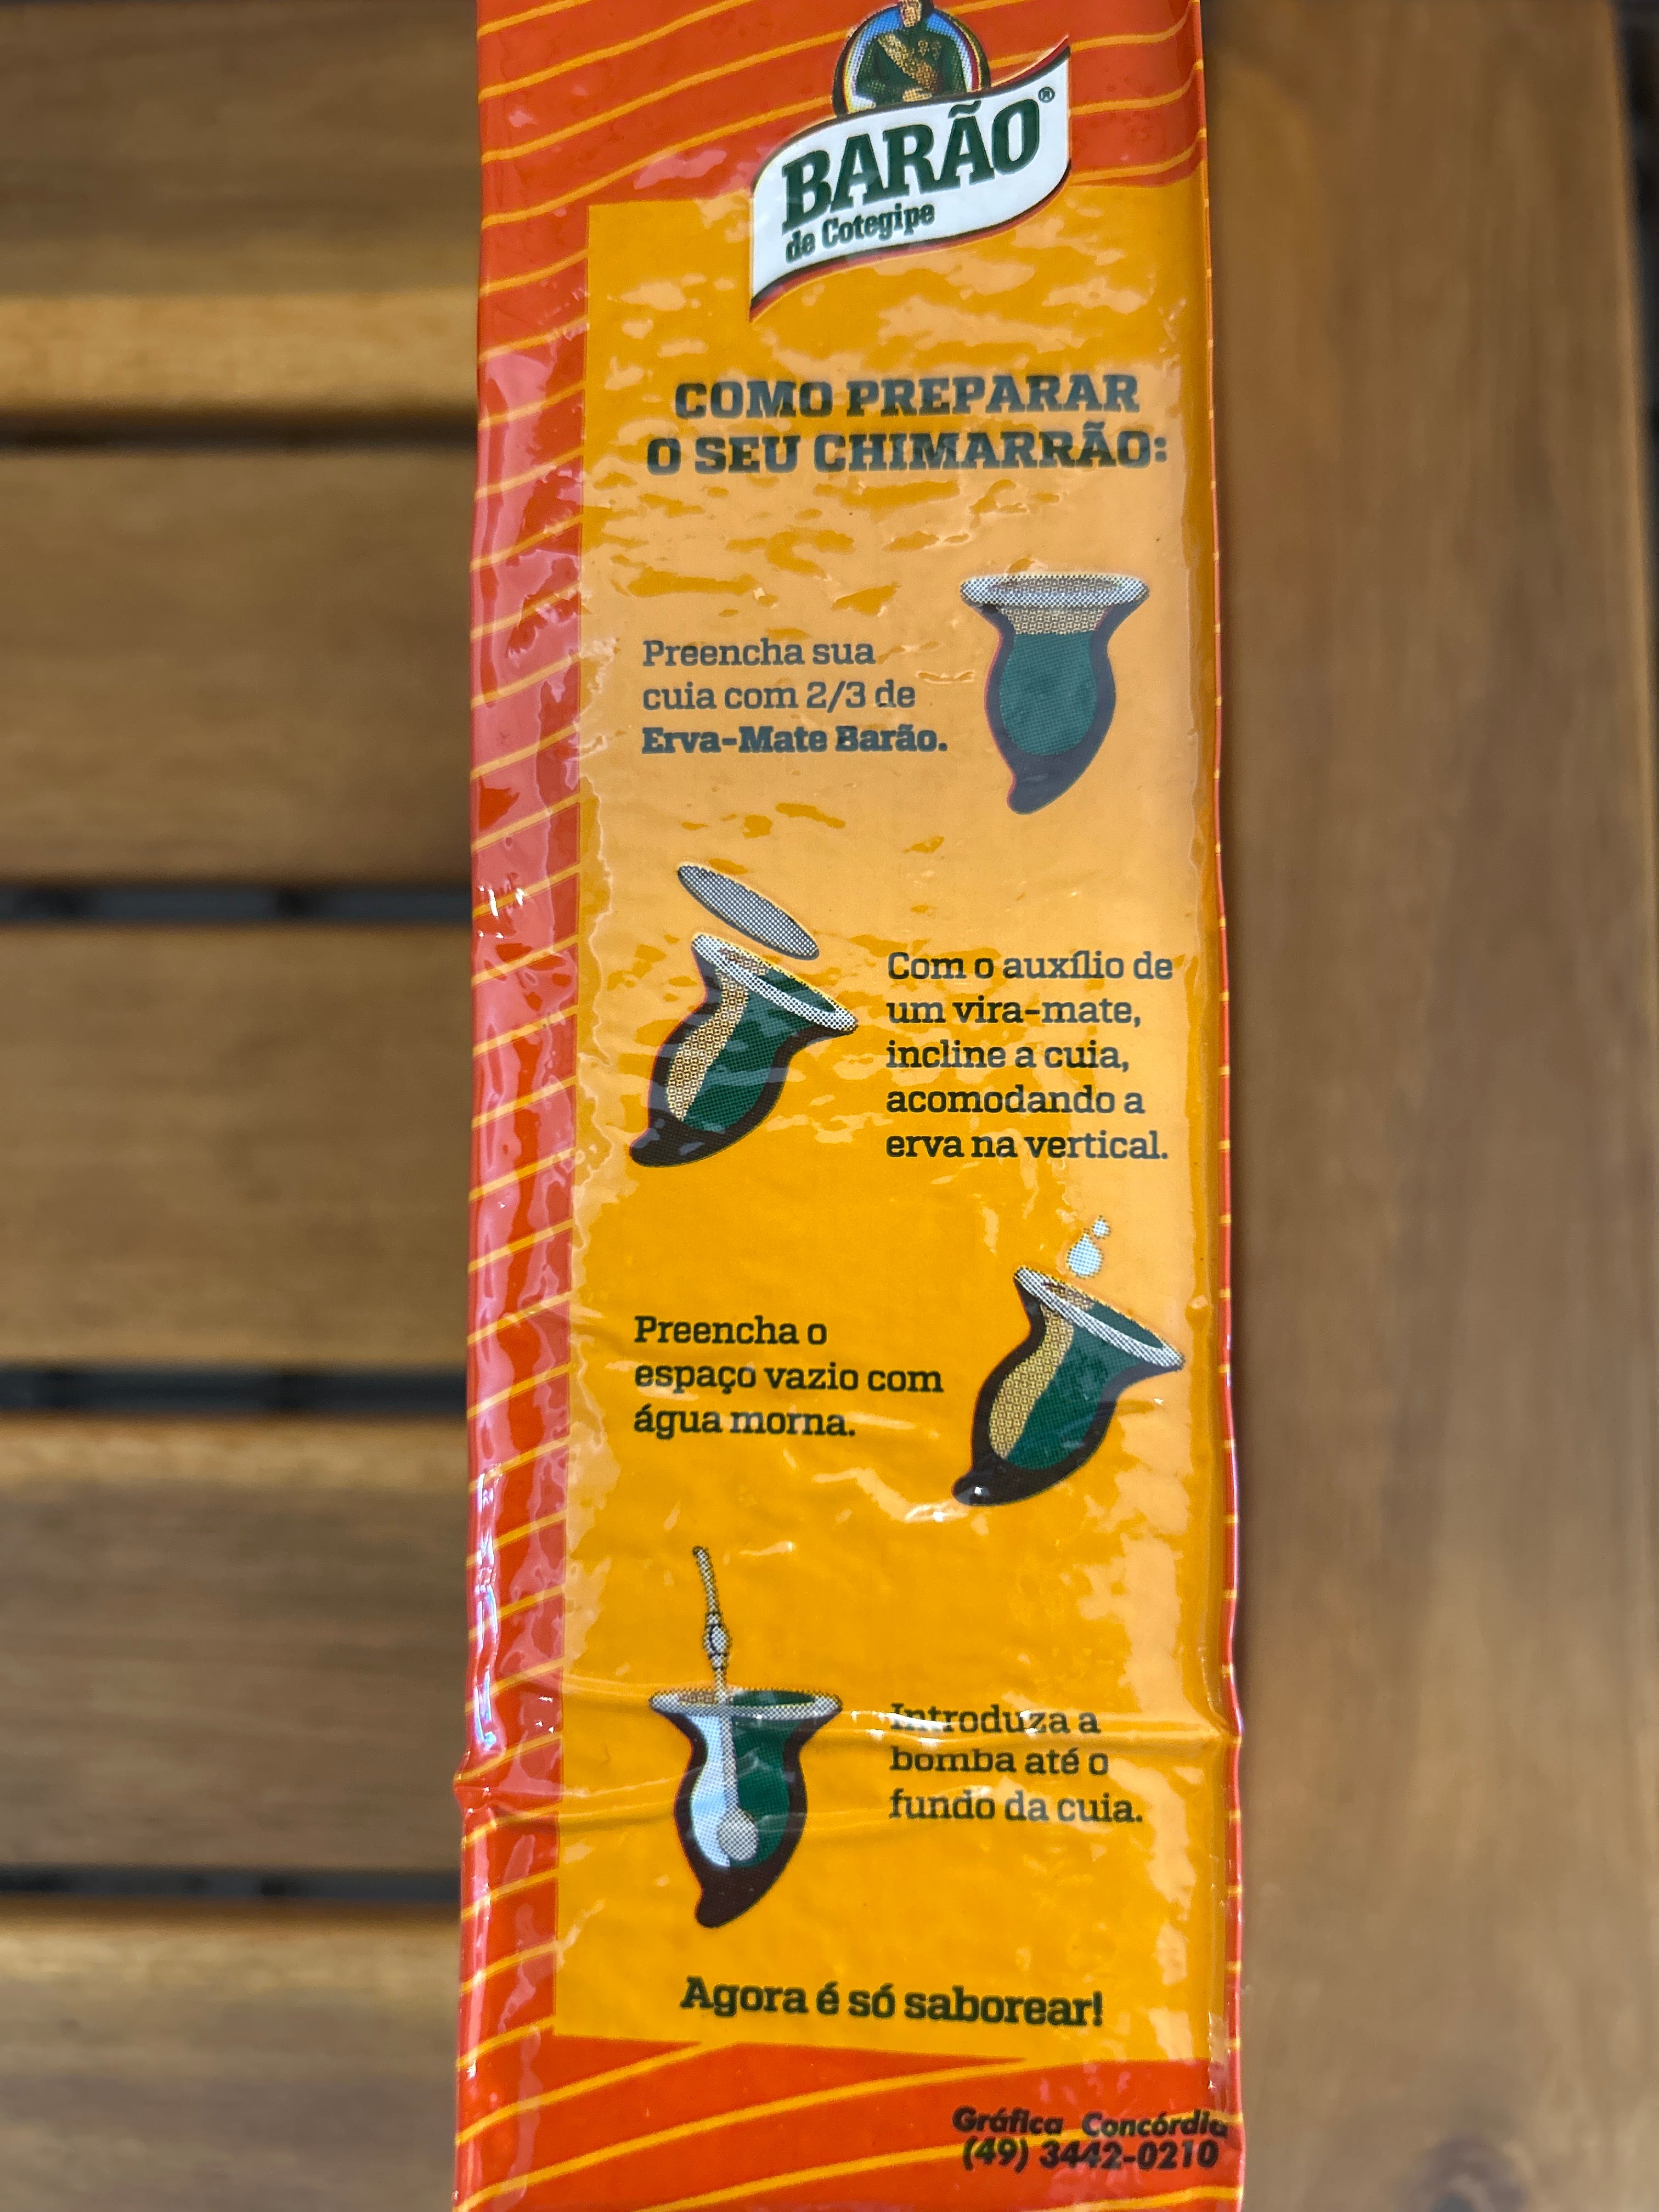 BARÃO®
de Cotegipe
COMO PREPARAR
O SEU CHIMARRÃO:
Preencha sua
cuia com 2/3 de
Erva-Mate Barão.
Com o auxílio de
um vira-mate,
incline a cuia,
acomodando a
erva na vertical.
Preencha o
espaço vazio com
água morna.
Introduza a
bomba até o
fundo da cuia.
Agora é só saborear!
Gráfica Concórdia
(49) 3442-0210